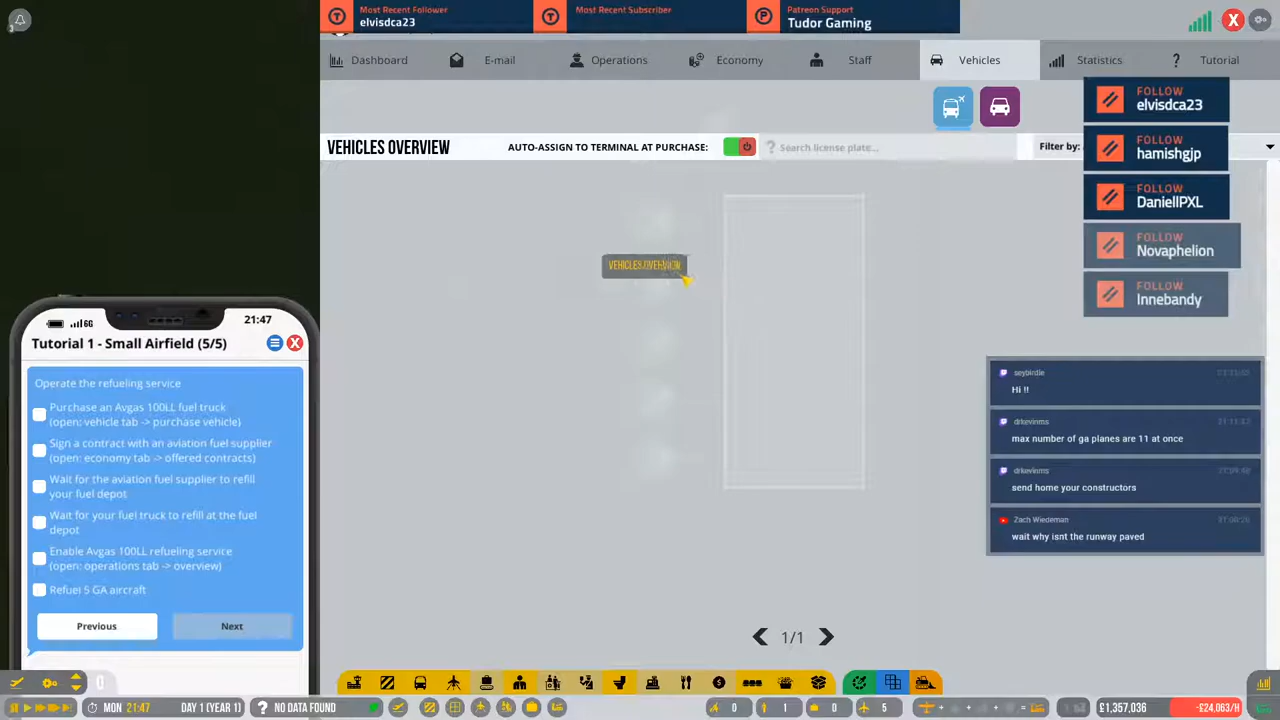 Most Recent Follower
elvisdca23
Most Recent Subscriber
Patreon Support
Tudor Gaming
Dashboard
E-mail
Operations
Economy
Staff
Vehicles
Statistics
Tutorial
VEHICLES OVERVIEW
AUTO-ASSIGN TO TERMINAL AT PURCHASE:
Search license plate...
Filter by:
FOLLOW
elvisdca23
FOLLOW
hamishgjp
FOLLOW
DaniellPXL
FOLLOW
Novaphelion
FOLLOW
Innebandy
VEHICLES OVERVIEW
6G
21:47
Tutorial 1 - Small Airfield (5/5)
Operate the refueling service
Purchase an Avgas 100LL fuel truck
(open: vehicle tab -> purchase vehicle)
Sign a contract with an aviation fuel supplier
(open: economy tab -> offered contracts)
Wait for the aviation fuel supplier to refill
your fuel depot
Wait for your fuel truck to refill at the fuel
depot
Enable Avgas 100LL refueling service
(open: operations tab -> overview)
Refuel 5 GA aircraft
Previous
Next
seybirdie
Hi !!
drkevinms
max number of ga planes are 11 at once
drkevinms
send home your constructors
Zach Wiedeman
wait why isnt the runway paved
1/1
0
MON 21:47
DAY 1 (YEAR 1)
? NO DATA FOUND
0
1
0
5
£1,357,036
-£24,063/H